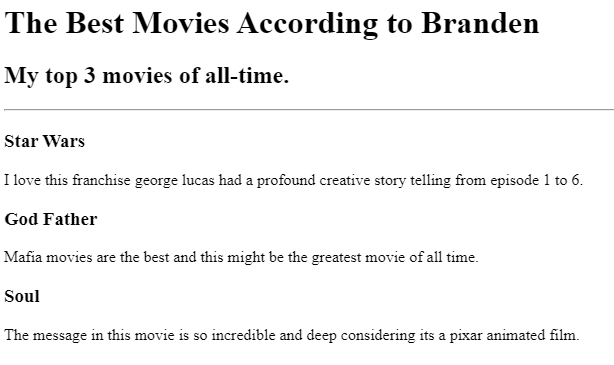 The Best Movies According to Branden
My top 3 movies of all-time.
Star Wars
I love this franchise george lucas had a profound creative story telling from episode 1 to 6.
God Father
Mafia movies are the best and this might be the greatest movie of all time.
Soul
The message in this movie is so incredible and deep considering its a pixar animated film.